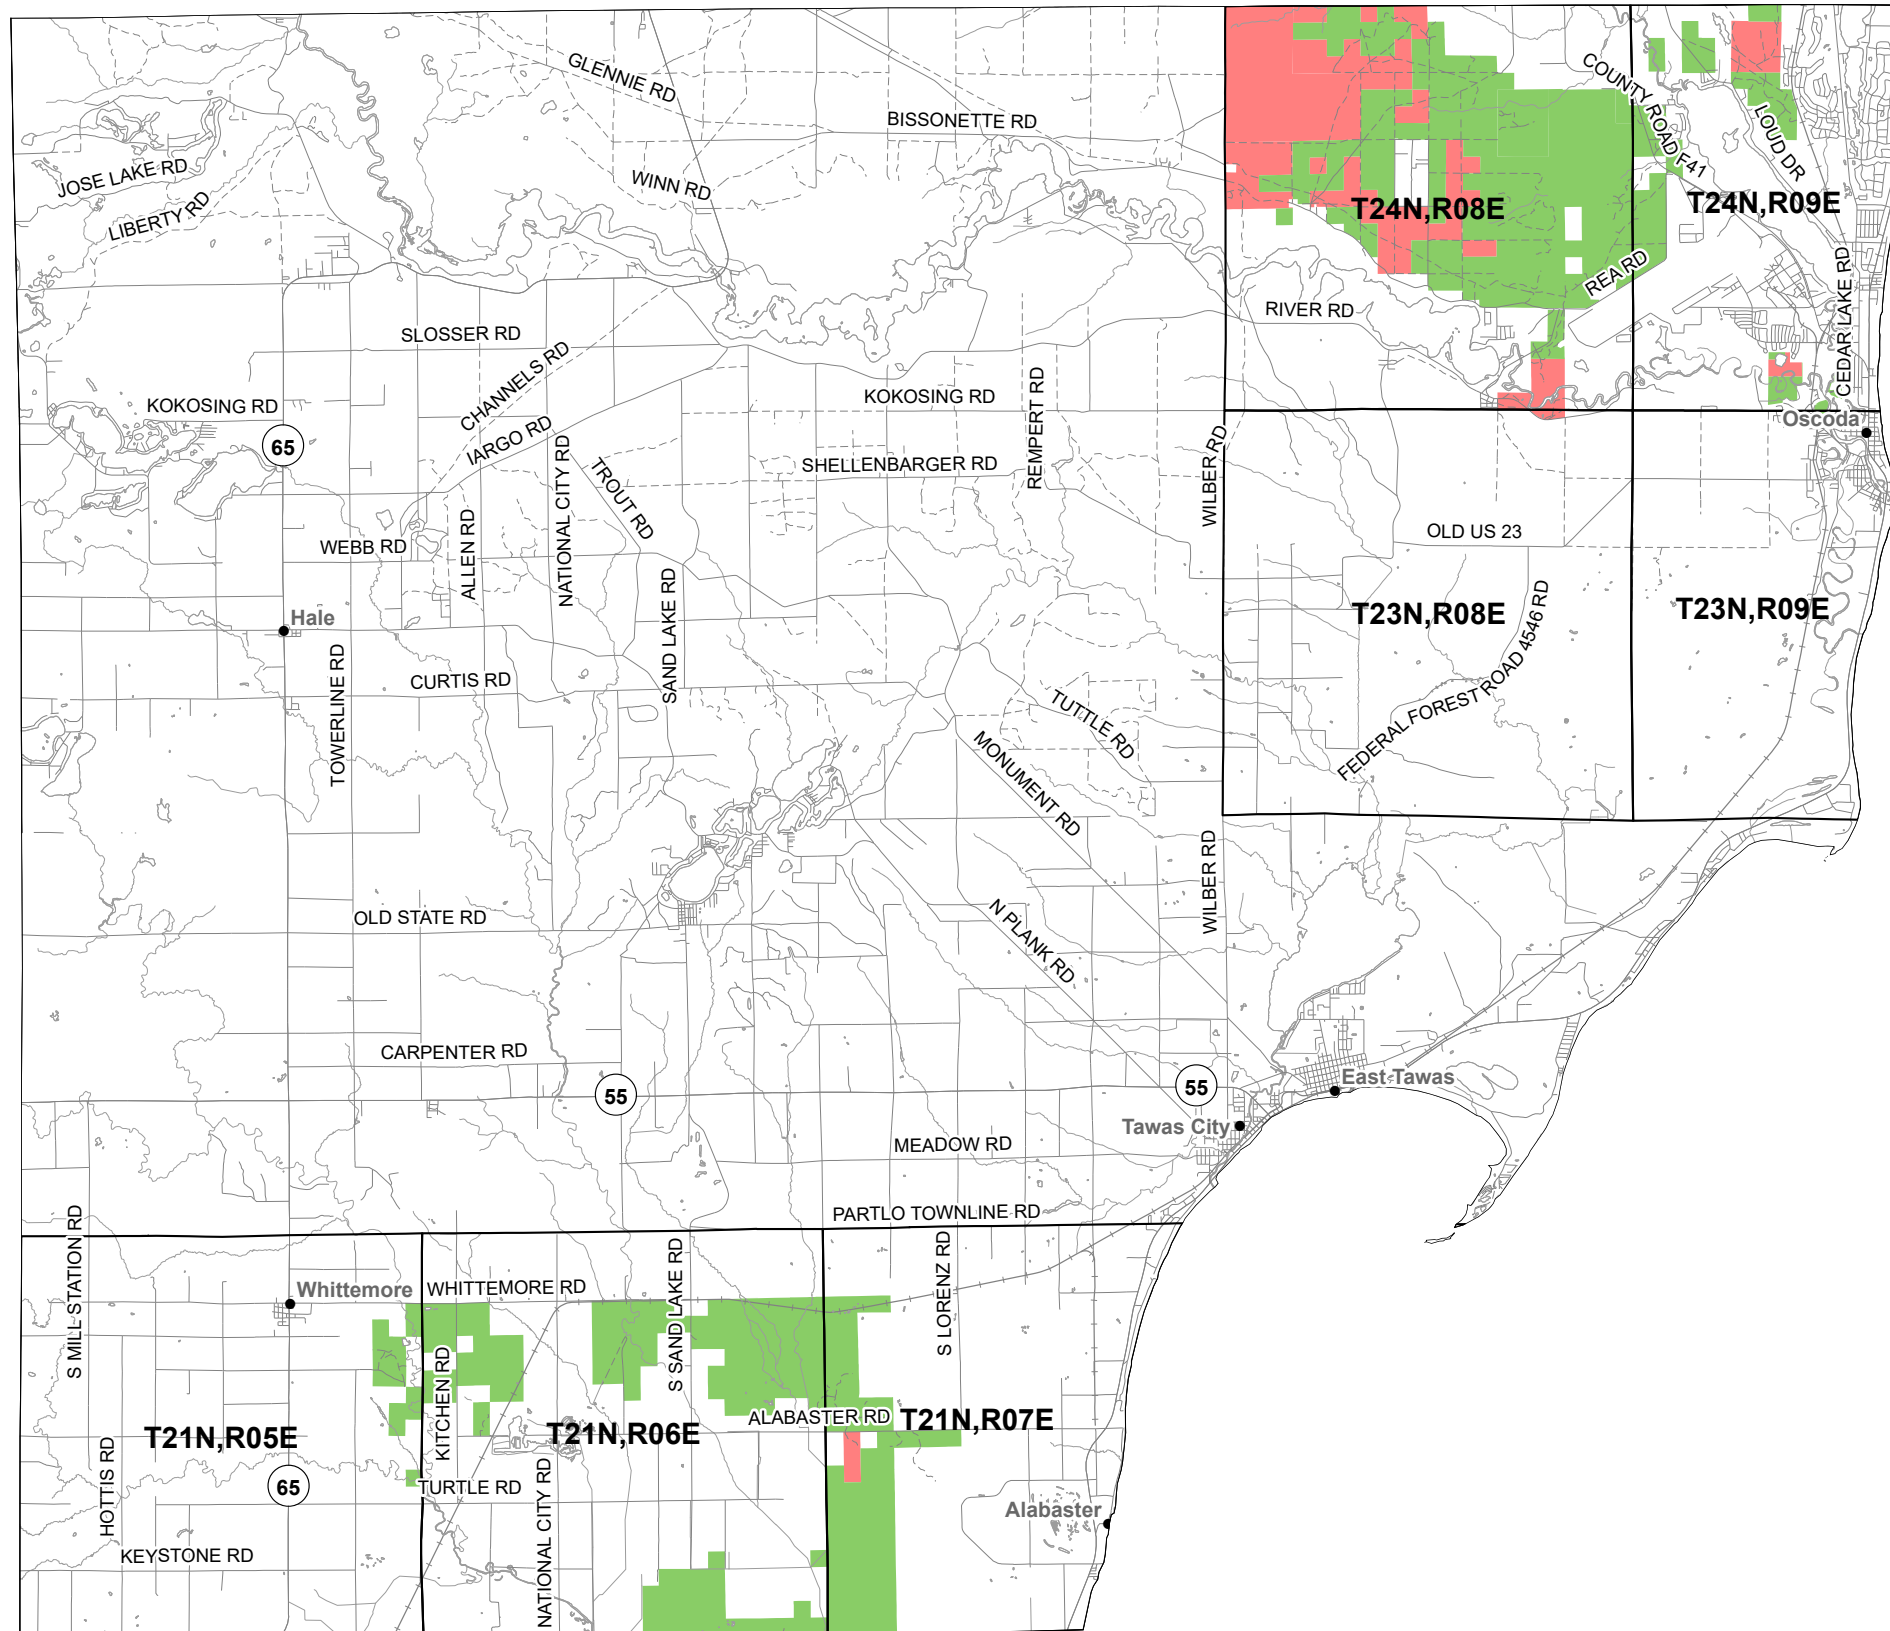 GLENNIE RD
BISSONETTE RD
COUNTY ROAD F41
LOUD DR
JOSE LAKE RD
WINN RD
LIBERTY RD
T24N,R08E
T24N,R09E
REA RD
CEDAR LAKE RD
RIVER RD
SLOSSER RD
CHANNELS RD
KOKOSING RD
KOKOSING RD
REMPERT RD
IARGO RD
65
NATIONAL CITY RD
TROUT RD
SHELLENBARGER RD
WILBER RD
Oscoda
OLD US 23
WEBB RD
ALLEN RD
SAND LAKE RD
Hale
T23N,R08E
T23N,R09E
FEDERAL FOREST ROAD 4546 RD
TOWERLINE RD
CURTIS RD
TUTTLE RD
MONUMENT RD
WILBER RD
OLD STATE RD
N PLANK RD
CARPENTER RD
55
55
East Tawas
Tawas City
MEADOW RD
PARTLO TOWNLINE RD
S MILL STATION RD
Whittemore
WHITTEMORE RD
S SAND LAKE RD
S LORENZ RD
KITCHEN RD
T21N,R05E
T21N,R06E
ALABASTER RD
T21N,R07E
HOTTIS RD
65
TURTLE RD
NATIONAL CITY RD
Alabaster
KEYSTONE RD